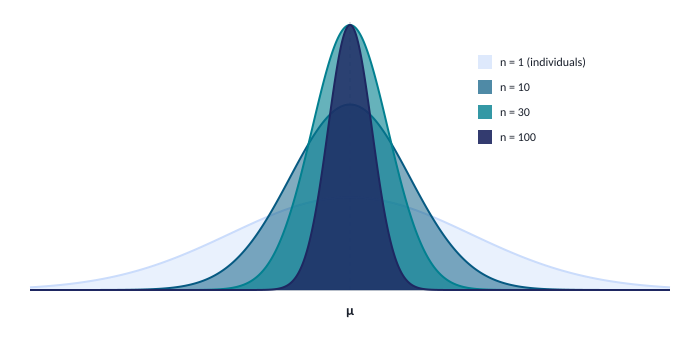 n = 1 (individuals)
n = 10
n = 30
n = 100
μ